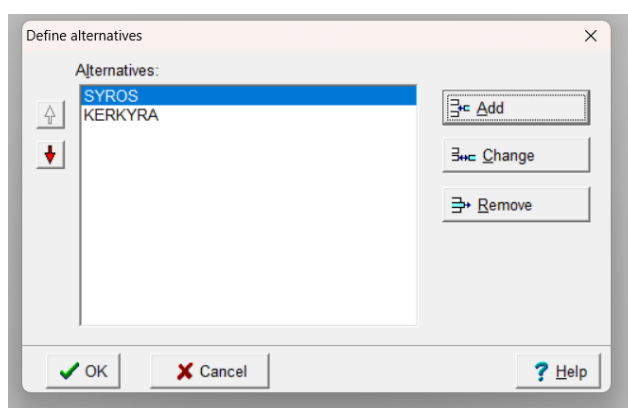 Define alternatives
Alternatives:
SYROS
KERKYRA
Add
Change
Remove
OK
Cancel
Help